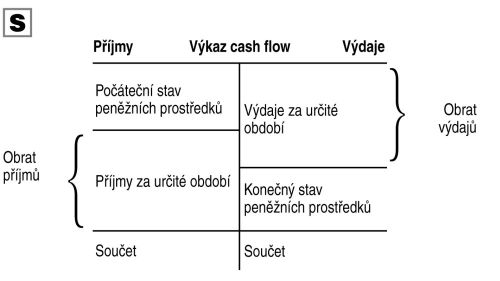 S
Příjmy Výkaz cash flow Výdaje
Počáteční stav
peněžních prostředků
Výdaje za určité
období
Obrat
výdajů
Obrat
příjmů
Příjmy za určité období
Konečný stav
peněžních prostředků
Součet
Součet